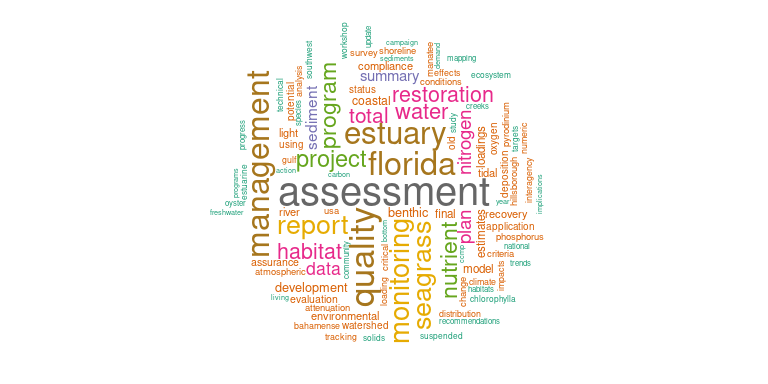 campaign
workshop
update
southwest
survey
shoreline
sediments
manatee
demand
mapping
compliance
summary
effects
conditions
ecosystem
technical
species
analysis
potential
program
status
coastal
restoration
management
sediment
total
water
creeks
progress
light
using
estuary
old
study
nitrogen
loadings
oxygen
pyrodinium
targets
numeric
gulf
project
florida
action
carbon
tidal
deposition
hillsborough
interagency
programs
estuarine
assessment
oyster
year
implications
freshwater
river
usa
quality
benthic
final
plan
recovery
report
bottom
monitoring
seagrass
nutrient
estimates
application
phosphorus
national
habitat
critical
comp
criteria
assurance
data
community
model
trends
atmospheric
climate
impacts
development
loading
change
habitats
chlorophylla
living
evaluation
attenuation
environmental
distribution
recommendations
bahamense
watershed
tracking
solids
suspended